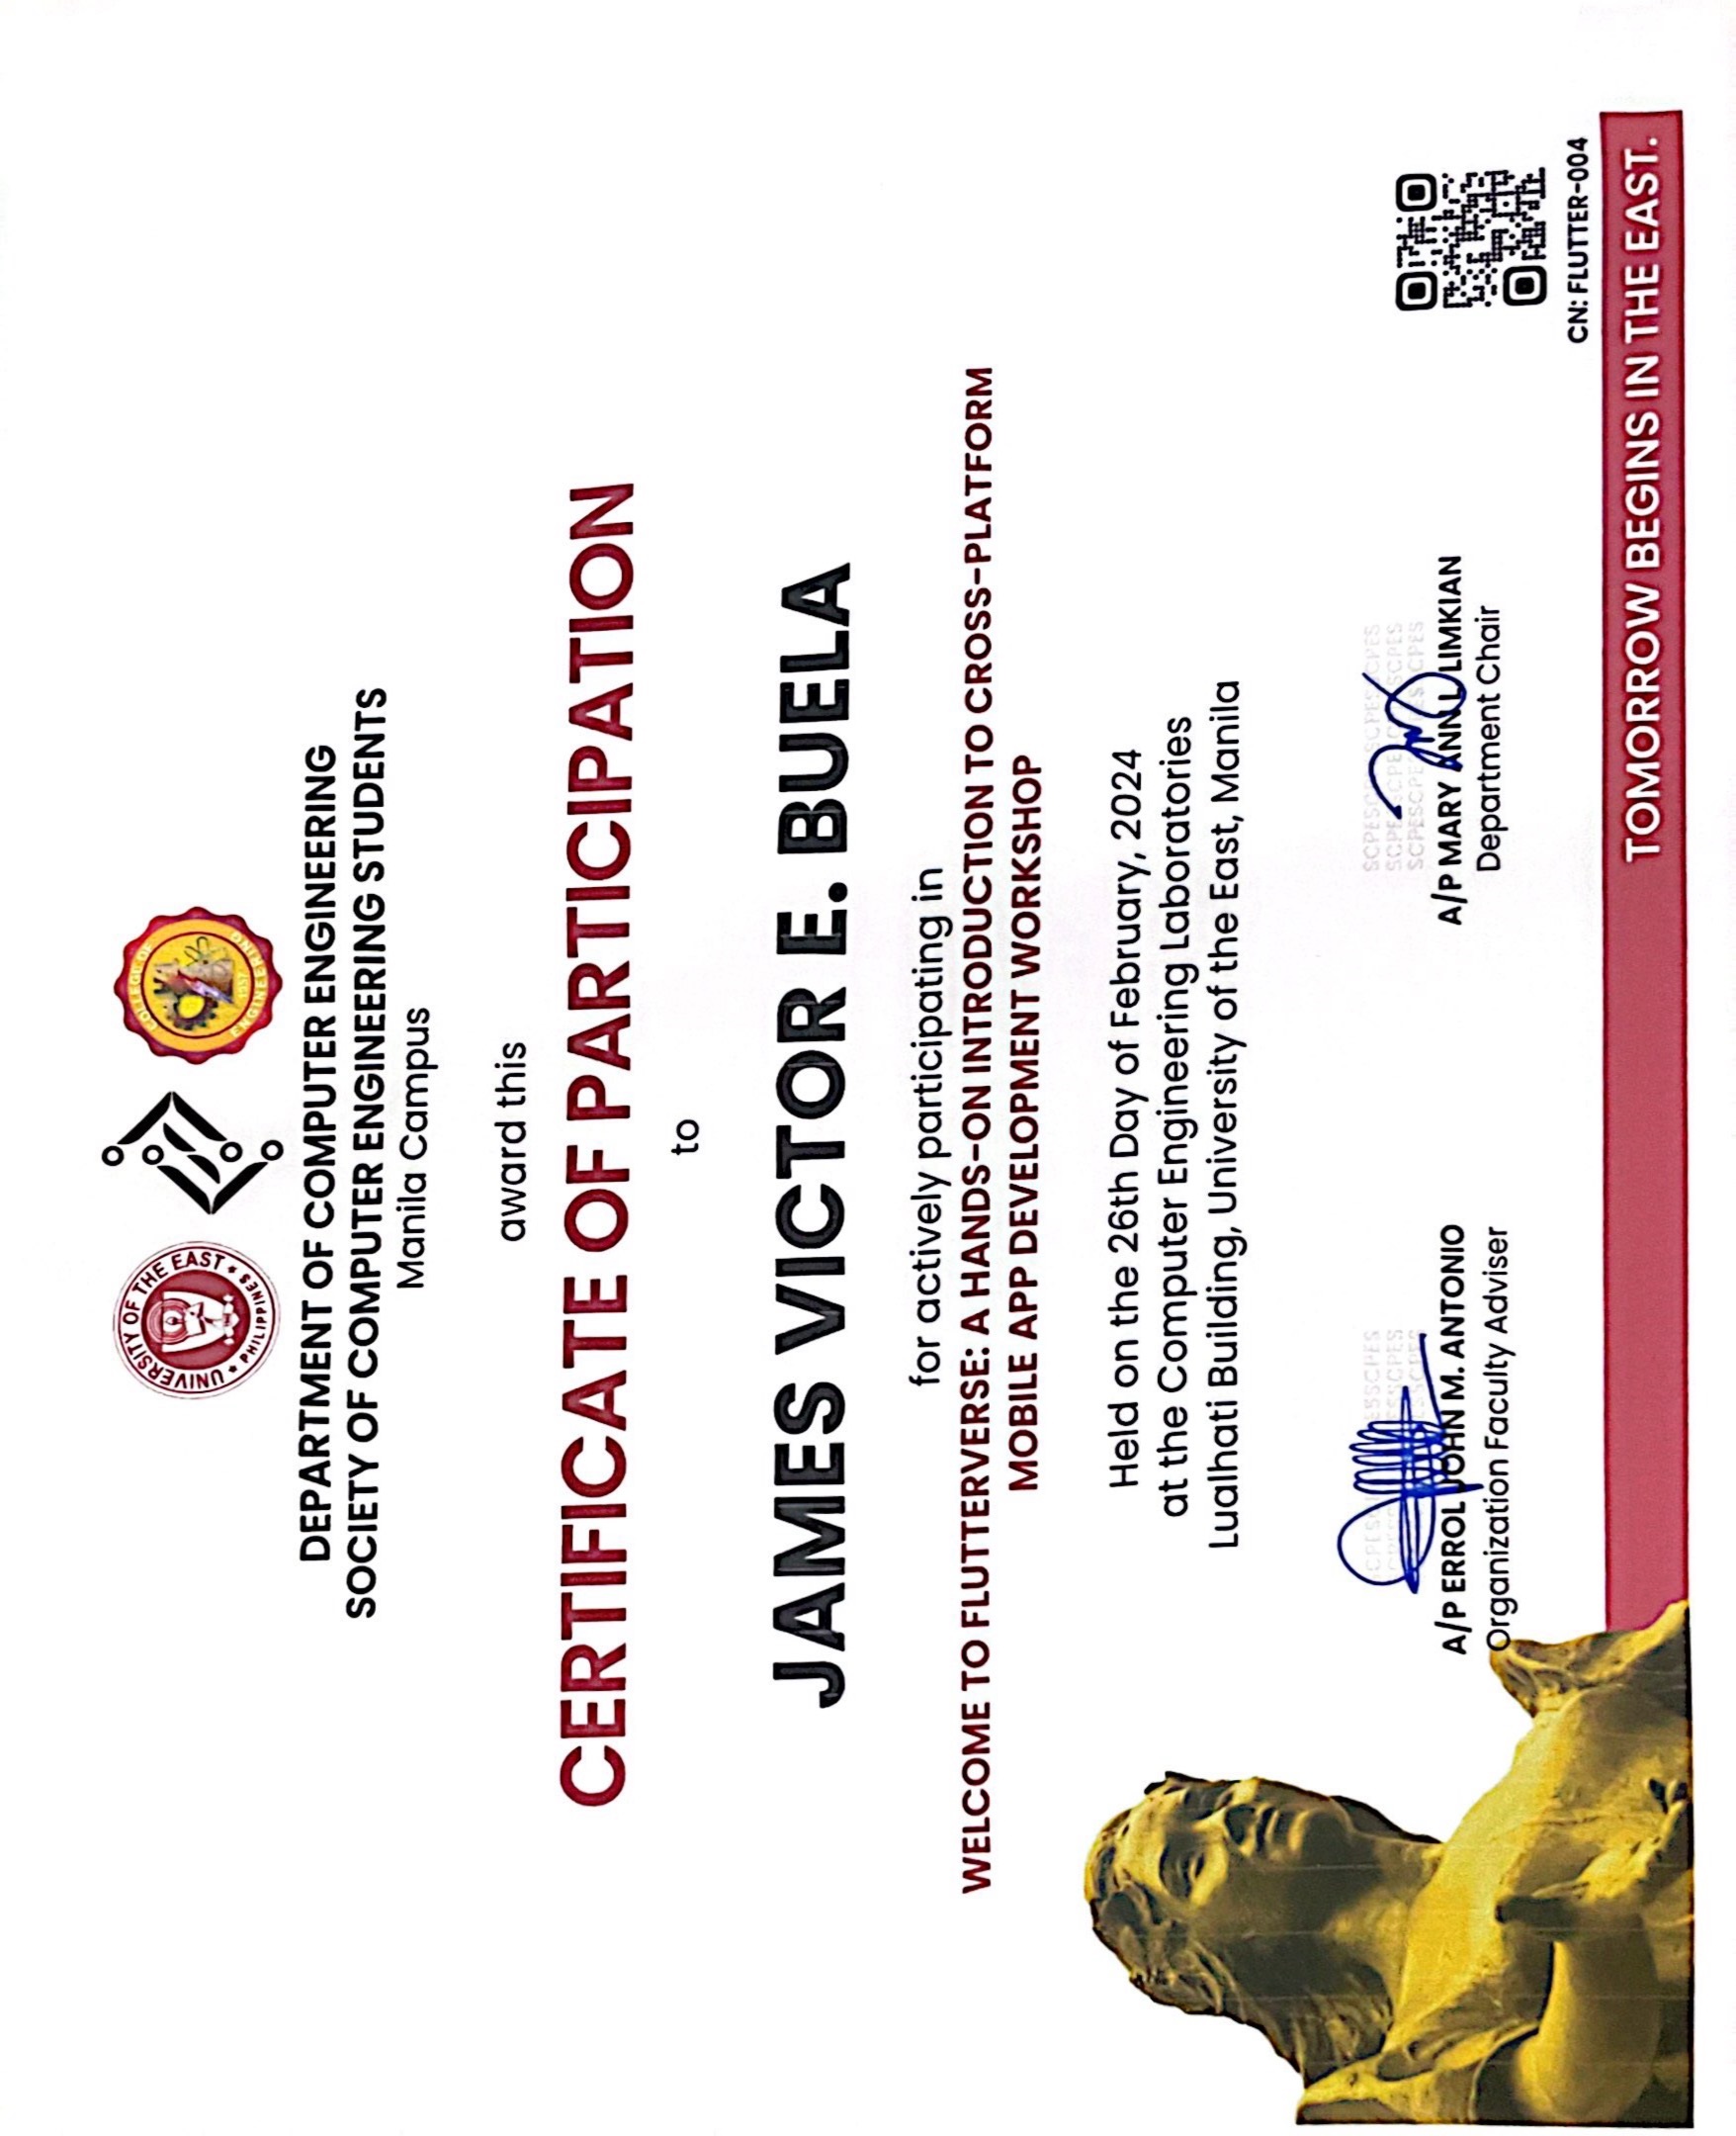 UNIVERSITY OF THE EAST
PHILIPPINES
COLLEGE OF ENGINEERING
1957
DEPARTMENT OF COMPUTER ENGINEERING
SOCIETY OF COMPUTER ENGINEERING STUDENTS
Manila Campus
award this
CERTIFICATE OF PARTICIPATION
to
JAMES VICTOR E. BUELA
for actively participating in
WELCOME TO FLUTTERVERSE: A HANDS-ON INTRODUCTION TO CROSS-PLATFORM
MOBILE APP DEVELOPMENT WORKSHOP
Held on the 26th Day of February, 2024
at the Computer Engineering Laboratories
Lualhati Building, University of the East, Manila
A/P ERROL JOHN M. ANTONIO
Organization Faculty Adviser
A/P MARY ANN L. LIMKIAN
Department Chair
CN: FLUTTER-004
TOMORROW BEGINS IN THE EAST.